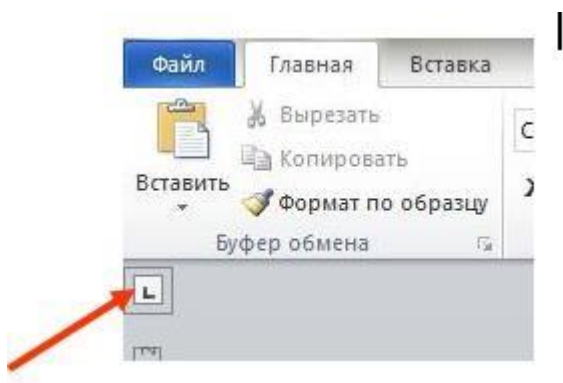 Файл Главная Вставка
Вырезать
Копировать
Вставить
Формат по образцу
Буфер обмена